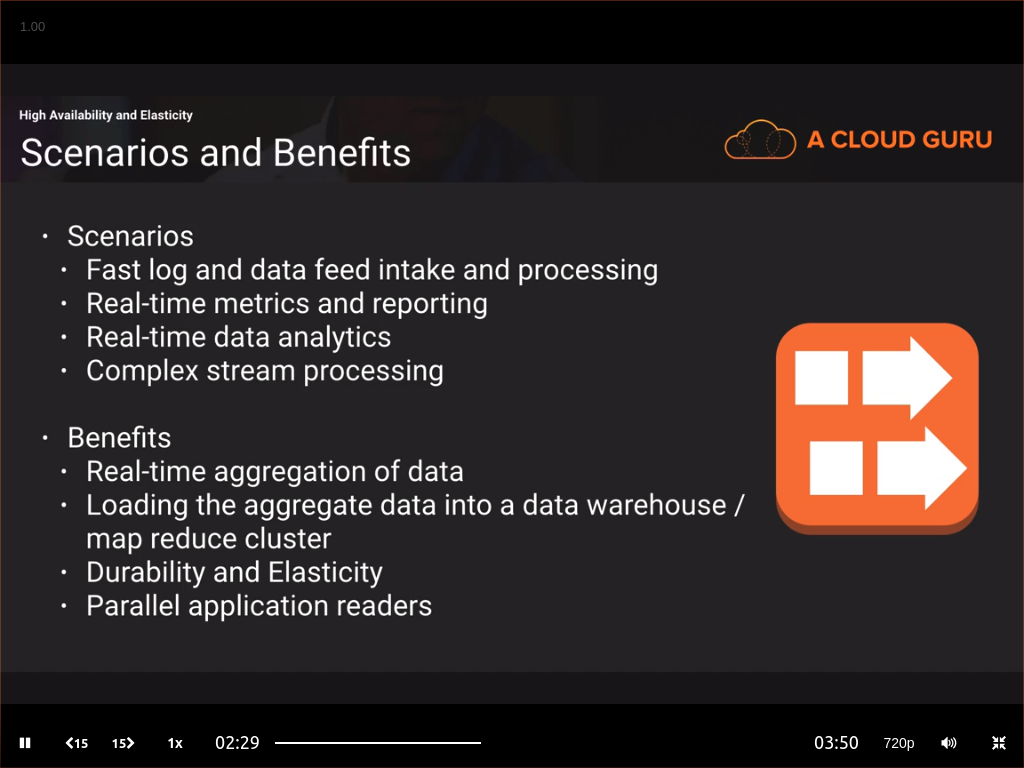 1.00
High Availability and Elasticity
Scenarios and Benefits
A CLOUD GURU
• Scenarios
• Fast log and data feed intake and processing
• Real-time metrics and reporting
• Real-time data analytics
• Complex stream processing
• Benefits
• Real-time aggregation of data
• Loading the aggregate data into a data warehouse /
map reduce cluster
• Durability and Elasticity
• Parallel application readers
15 15 1x 02:29 03:50 720p